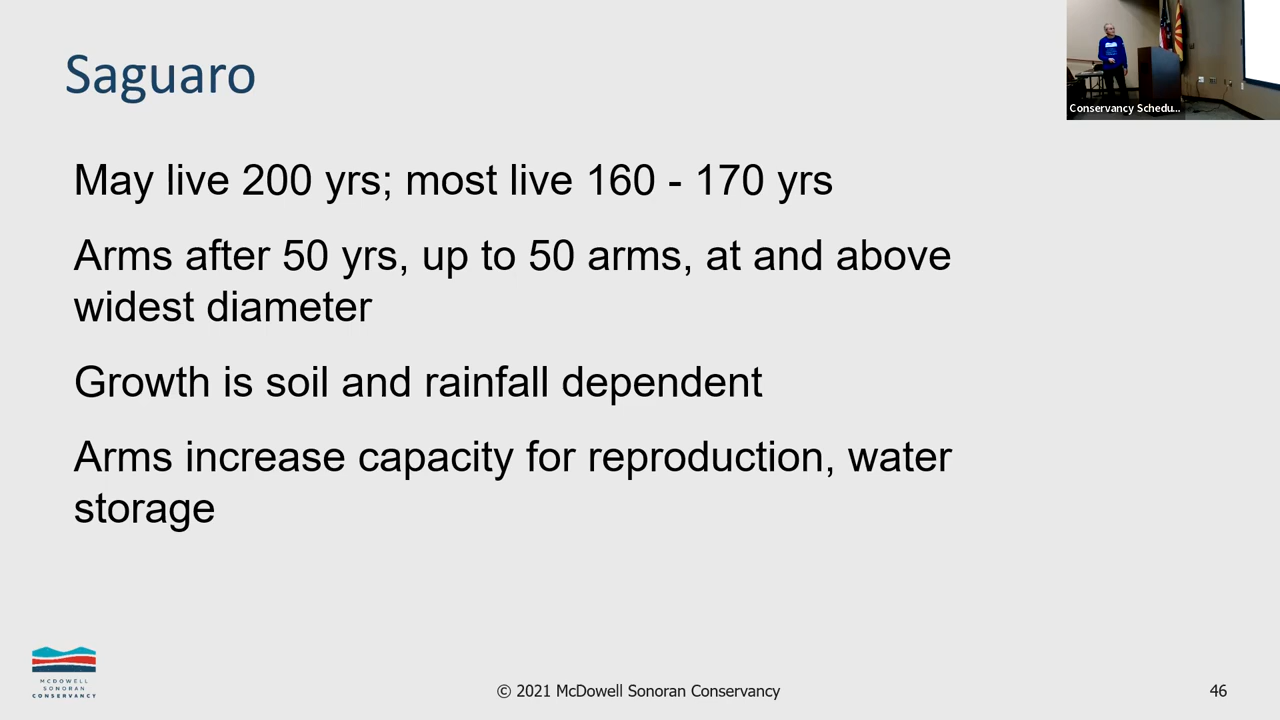 Saguaro
Conservancy Schedu...
May live 200 yrs; most live 160 - 170 yrs
Arms after 50 yrs, up to 50 arms, at and above
widest diameter
Growth is soil and rainfall dependent
Arms increase capacity for reproduction, water
storage
MCDOWELL
SONORAN
CONSERVANCY
© 2021 McDowell Sonoran Conservancy
46